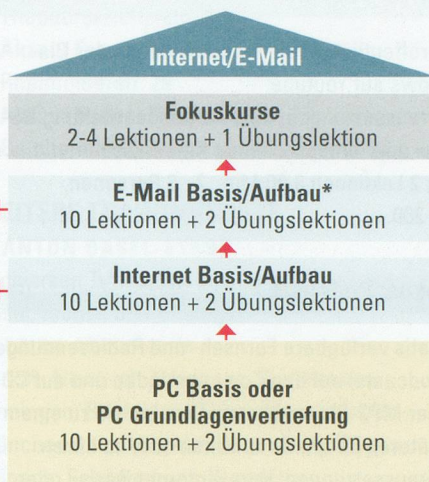 Internet/E-Mail
Fokuskurse
2-4 Lektionen + 1 Übungslektion
E-Mail Basis/Aufbau*
10 Lektionen + 2 Übungslektionen
Internet Basis/Aufbau
10 Lektionen + 2 Übungslektionen
PC Basis oder
PC Grundlagenvertiefung
10 Lektionen + 2 Übungslektionen